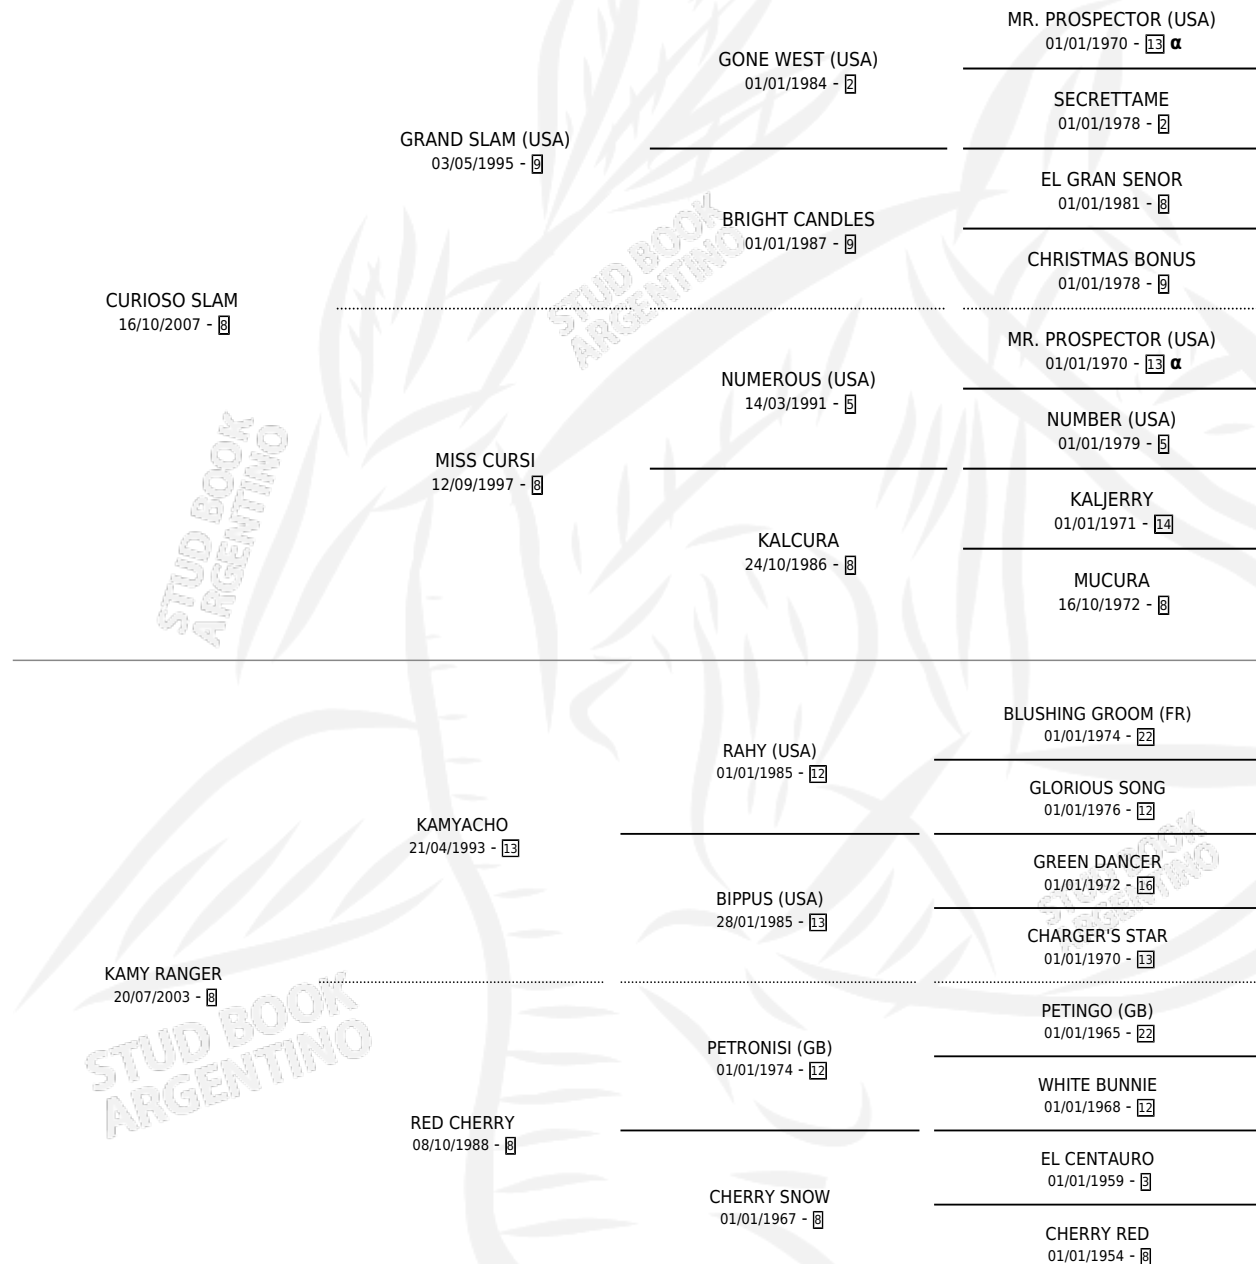 MR. PROSPECTOR (USA)
01/01/1970 - 13 α
GONE WEST (USA)
01/01/1984 - 2
SECRETTAME
01/01/1978 - 2
GRAND SLAM (USA)
03/05/1995 - 9
EL GRAN SENOR
01/01/1981 - 8
BRIGHT CANDLES
01/01/1987 - 9
CHRISTMAS BONUS
01/01/1978 - 9
STUD BOOK
ARGENTINO
CURIOSO SLAM
16/10/2007 - 8
MR. PROSPECTOR (USA)
01/01/1970 - 13 α
NUMEROUS (USA)
14/03/1991 - 5
NUMBER (USA)
01/01/1979 - 5
MISS CURSI
12/09/1997 - 8
KALJERRY
01/01/1971 - 14
STUD BOOK
ARGENTINO
KALCURA
24/10/1986 - 8
MUCURA
16/10/1972 - 8
BLUSHING GROOM (FR)
01/01/1974 - 22
RAHY (USA)
01/01/1985 - 12
GLORIOUS SONG
01/01/1976 - 12
KAMYACHO
21/04/1993 - 13
GREEN DANCER
01/01/1972 - 16
STUD BOOK
ARGENTINO
BIPPUS (USA)
28/01/1985 - 13
CHARGER'S STAR
01/01/1970 - 13
KAMY RANGER
20/07/2003 - 8
STUD BOOK
ARGENTINO
PETINGO (GB)
01/01/1965 - 22
PETRONISI (GB)
01/01/1974 - 12
WHITE BUNNIE
01/01/1968 - 12
RED CHERRY
08/10/1988 - 8
EL CENTAURO
01/01/1959 - 3
CHERRY SNOW
01/01/1967 - 8
CHERRY RED
01/01/1954 - 8